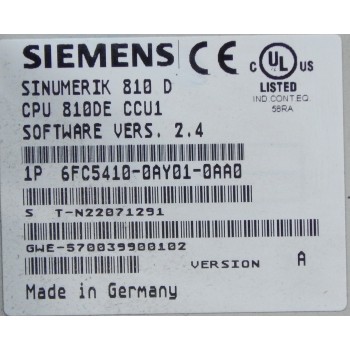 SIEMENS CE C UL US
LISTED
IND.CONT.EQ.
58RA
SINUMERIK 810 D
CPU 810DE CCU1
SOFTWARE VERS. 2.4
1P 6FC5410-0AY01-0AA0
S T-N22071291
GWE-570039900102
VERSION A
Made in Germany